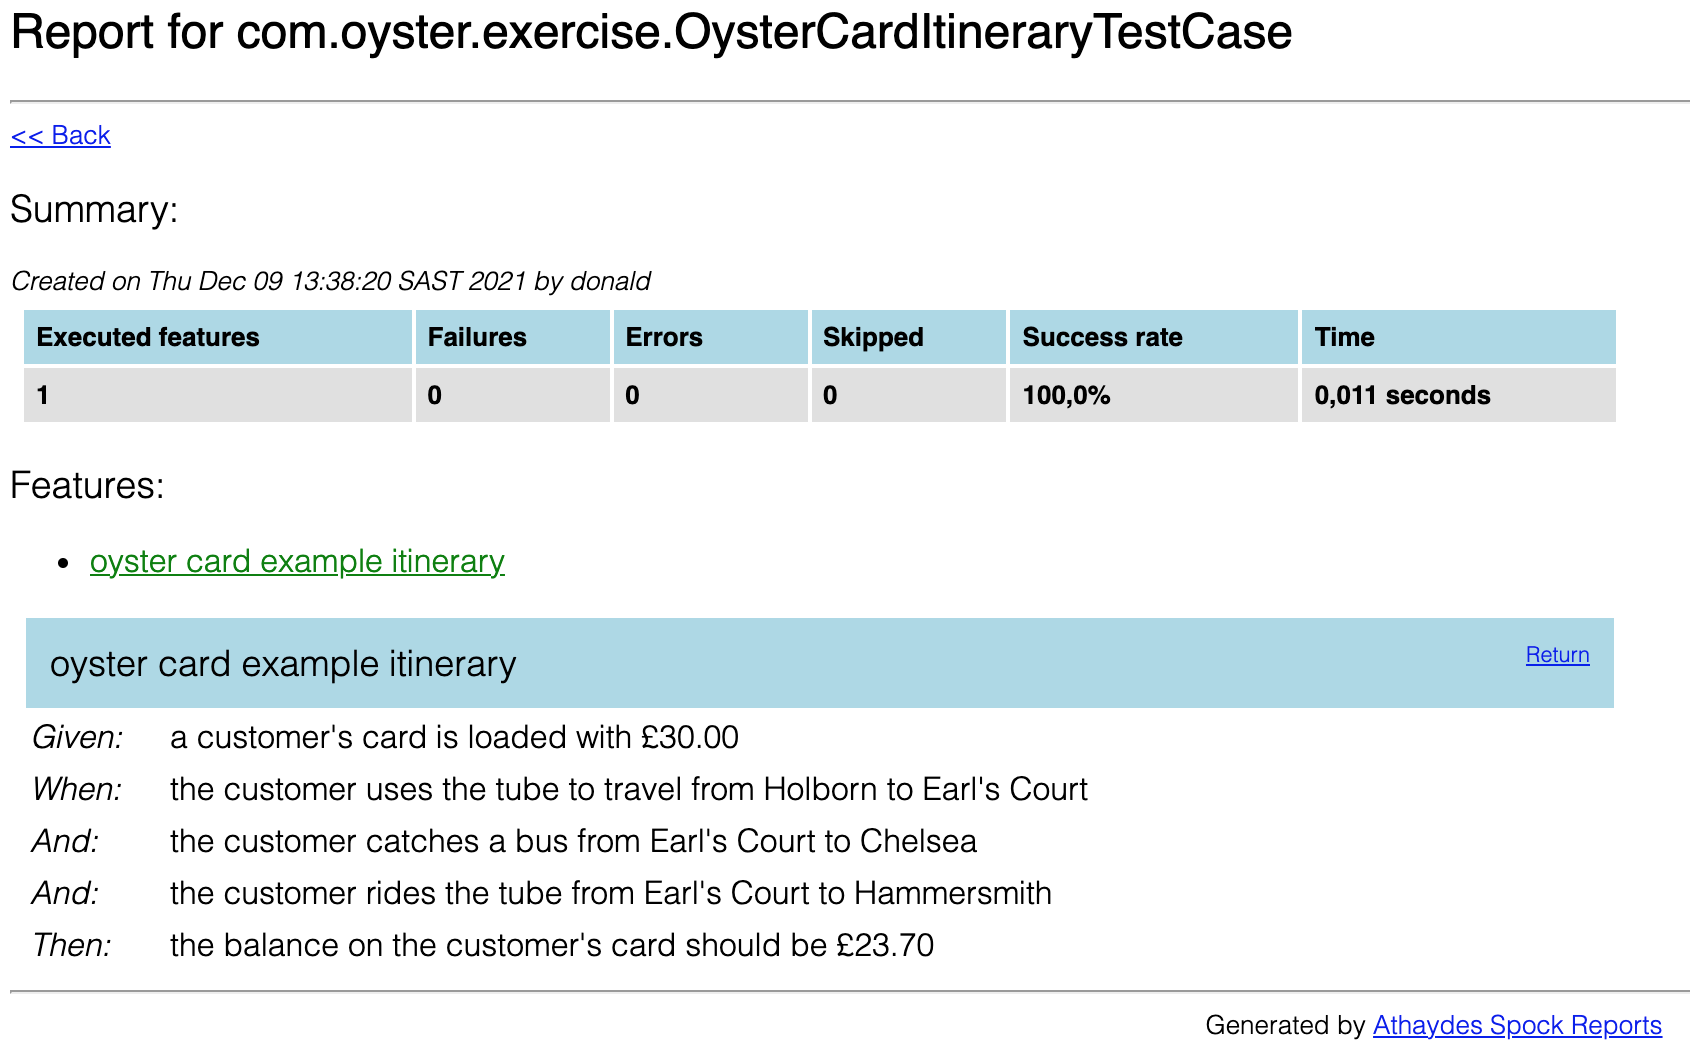 Report for com.oyster.exercise.OysterCardItineraryTestCase
<< Back
Summary:
Created on Thu Dec 09 13:38:20 SAST 2021 by donald
Executed features Failures Errors Skipped Success rate Time
1 0 0 0 100,0% 0,011 seconds
Features:
• oyster card example itinerary
oyster card example itinerary Return
Given: a customer's card is loaded with £30.00
When: the customer uses the tube to travel from Holborn to Earl's Court
And: the customer catches a bus from Earl's Court to Chelsea
And: the customer rides the tube from Earl's Court to Hammersmith
Then: the balance on the customer's card should be £23.70
Generated by Athaydes Spock Reports